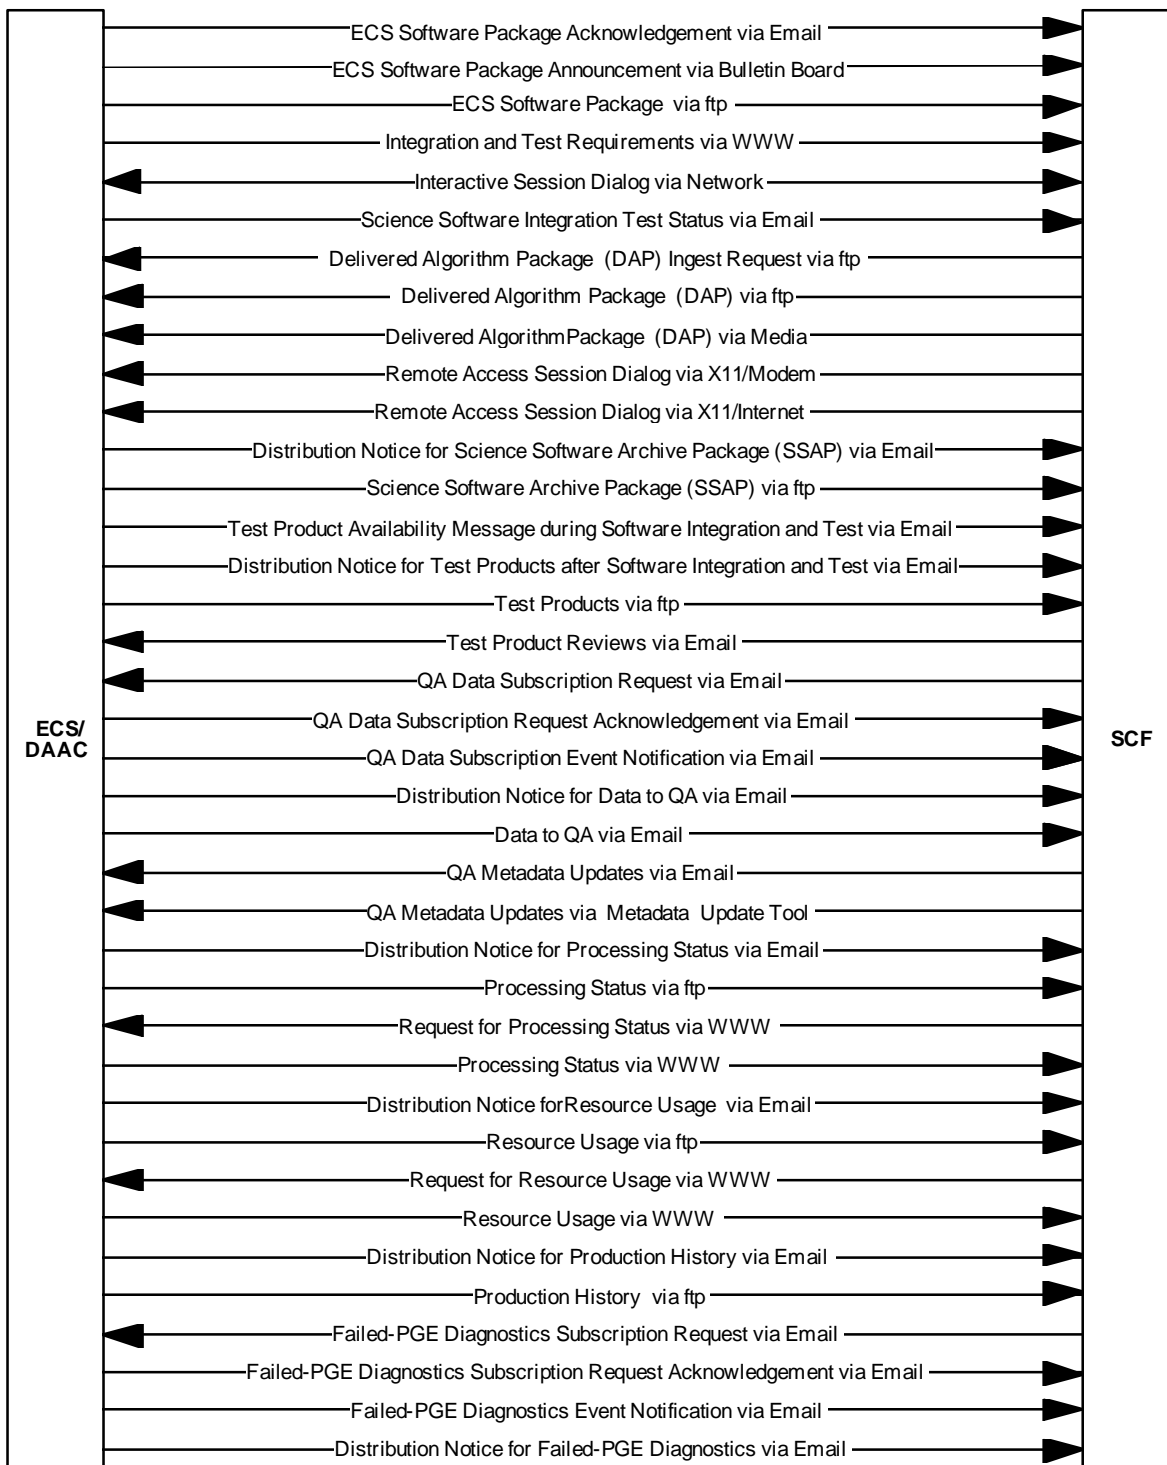 ECS Software Package Acknowledgement via Email
ECS Software Package Announcement via Bulletin Board
ECS Software Package via ftp
Integration and Test Requirements via WWW
Interactive Session Dialog via Network
Science Software Integration Test Status via Email
Delivered Algorithm Package (DAP) Ingest Request via ftp
Delivered Algorithm Package (DAP) via ftp
Delivered AlgorithmPackage (DAP) via Media
Remote Access Session Dialog via X11/Modem
Remote Access Session Dialog via X11/Internet
Distribution Notice for Science Software Archive Package (SSAP) via Email
Science Software Archive Package (SSAP) via ftp
Test Product Availability Message during Software Integration and Test via Email
Distribution Notice for Test Products after Software Integration and Test via Email
Test Products via ftp
Test Product Reviews via Email
QA Data Subscription Request via Email
QA Data Subscription Request Acknowledgement via Email
ECS/
DAAC
SCF
QA Data Subscription Event Notification via Email
Distribution Notice for Data to QA via Email
Data to QA via Email
QA Metadata Updates via Email
QA Metadata Updates via Metadata Update Tool
Distribution Notice for Processing Status via Email
Processing Status via ftp
Request for Processing Status via WWW
Processing Status via WWW
Distribution Notice forResource Usage via Email
Resource Usage via ftp
Request for Resource Usage via WWW
Resource Usage via WWW
Distribution Notice for Production History via Email
Production History via ftp
Failed-PGE Diagnostics Subscription Request via Email
Failed-PGE Diagnostics Subscription Request Acknowledgement via Email
Failed-PGE Diagnostics Event Notification via Email
Distribution Notice for Failed-PGE Diagnostics via Email